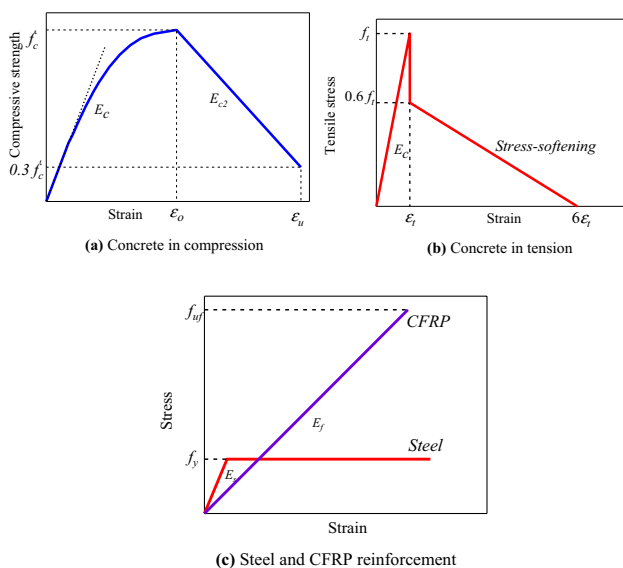 f'c
Compressive strength
0.3 f'c
Ec
Ec2
Strain
εo
εu
(a) Concrete in compression
ft
Tensile stress
0.6 ft
Ec
Stress-softening
εt
Strain
6εt
(b) Concrete in tension
fuf
CFRP
Stress
Ef
fy
Steel
Es
Strain
(c) Steel and CFRP reinforcement